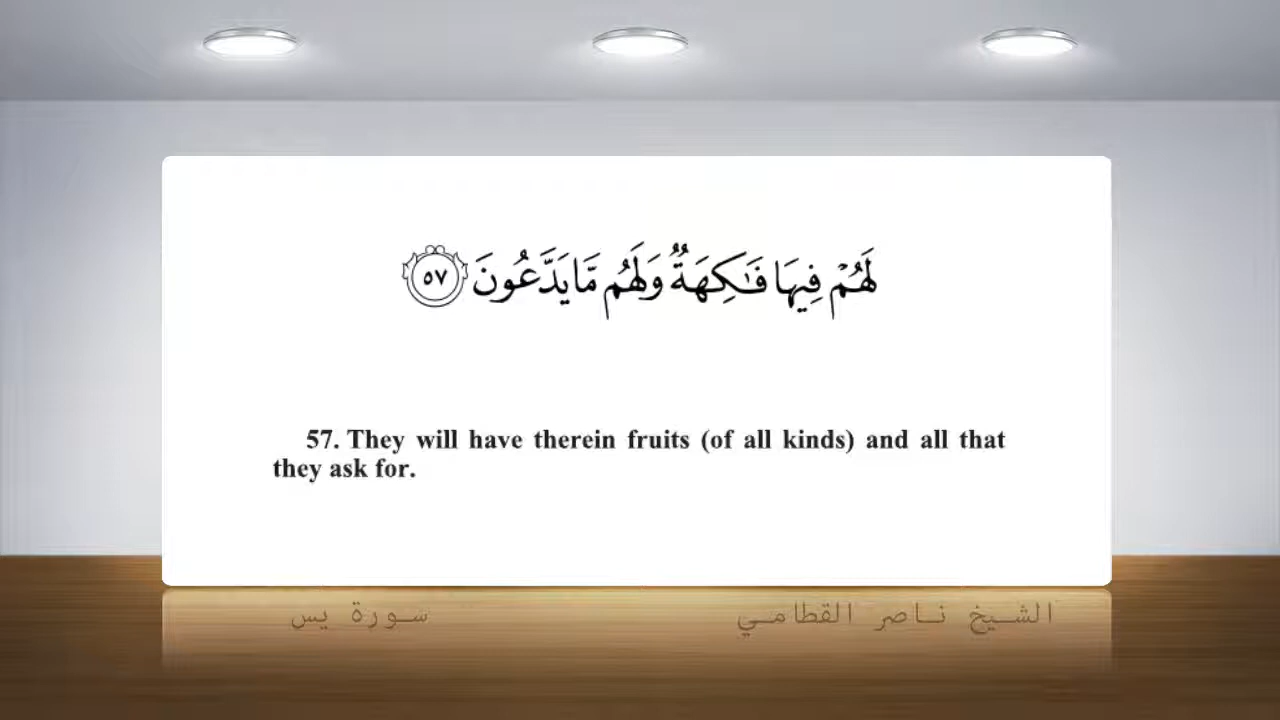 لَهُمْ فِيهَا فَـٰكِهَةٌ وَلَهُم مَّا يَدَّعُونَ ٥٧
57. They will have therein fruits (of all kinds) and all that
they ask for.
الشيخ ناصر القطامي سورة يس